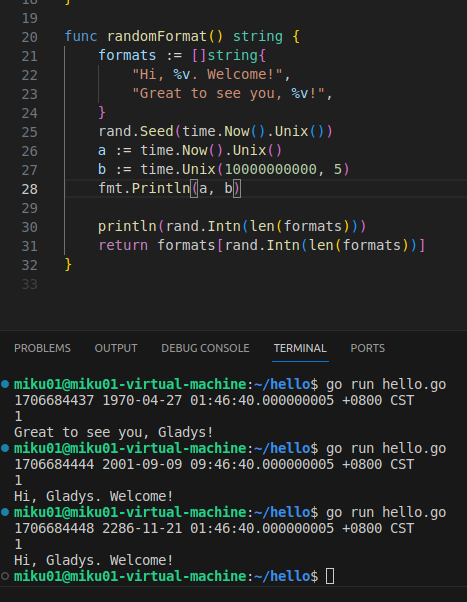 18 }
19
20 func randomFormat() string {
21 formats := []string{
22 "Hi, %v. Welcome!",
23 "Great to see you, %v!",
24 }
25 rand.Seed(time.Now().Unix())
26 a := time.Now().Unix()
27 b := time.Unix(10000000000, 5)
28 fmt.Println(a, b)
29
30 println(rand.Intn(len(formats)))
31 return formats[rand.Intn(len(formats))]
32 }
33
PROBLEMS OUTPUT DEBUG CONSOLE TERMINAL PORTS
miku01@miku01-virtual-machine:~/hello$ go run hello.go
1706684437 1970-04-27 01:46:40.000000005 +0800 CST
1
Great to see you, Gladys!
miku01@miku01-virtual-machine:~/hello$ go run hello.go
1706684444 2001-09-09 09:46:40.000000005 +0800 CST
1
Hi, Gladys. Welcome!
miku01@miku01-virtual-machine:~/hello$ go run hello.go
1706684448 2286-11-21 01:46:40.000000005 +0800 CST
1
Hi, Gladys. Welcome!
miku01@miku01-virtual-machine:~/hello$